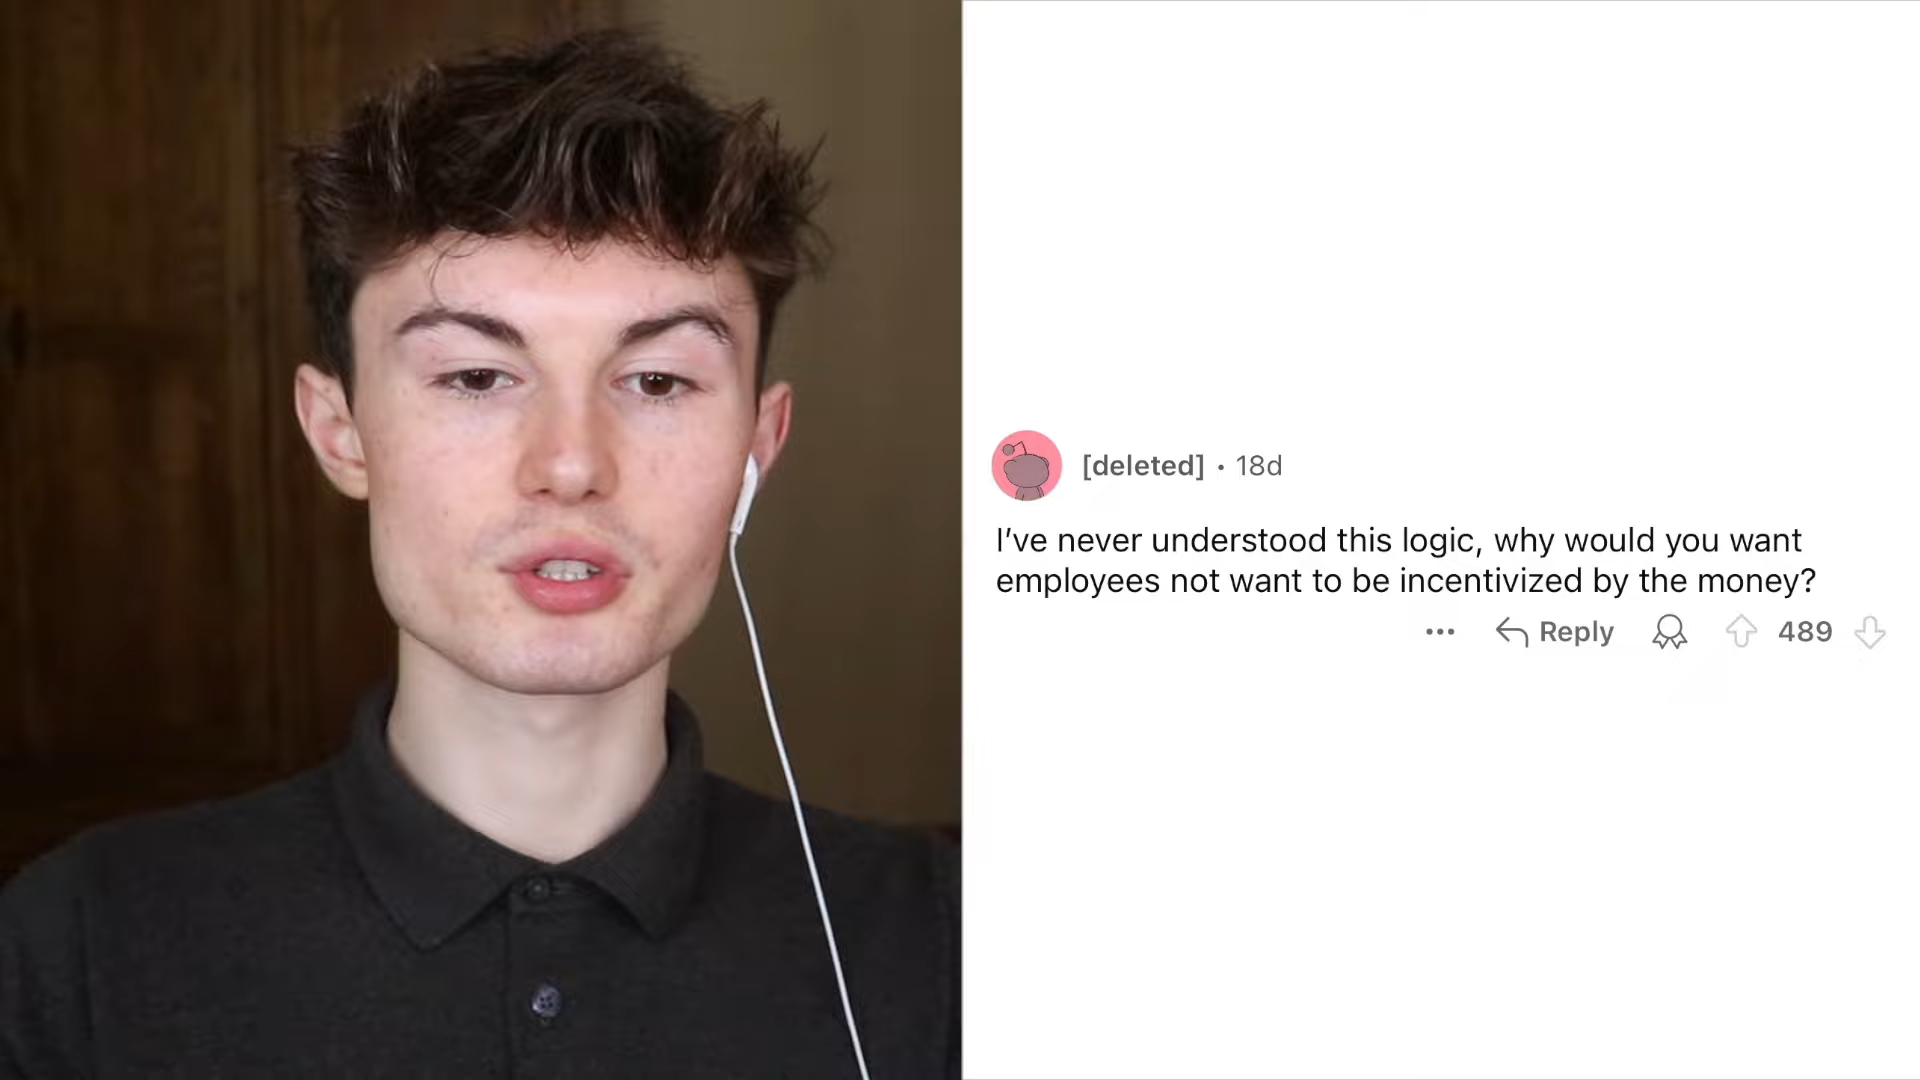 [deleted] • 18d
I've never understood this logic, why would you want
employees not want to be incentivized by the money?
Reply 489